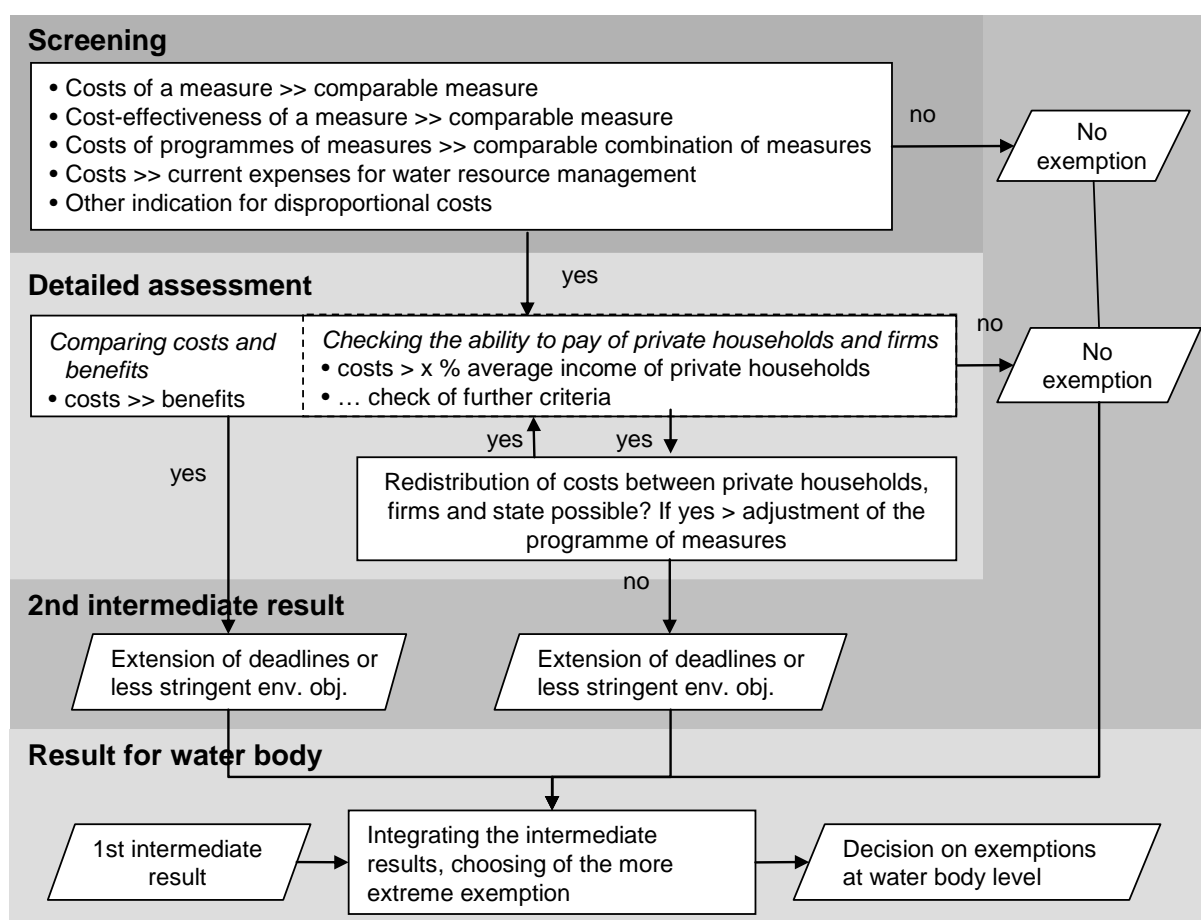 Screening
• Costs of a measure >> comparable measure
• Cost-effectiveness of a measure >> comparable measure
• Costs of programmes of measures >> comparable combination of measures
• Costs >> current expenses for water resource management
• Other indication for disproportional costs
no
No
exemption
yes
Detailed assessment
Comparing costs and
benefits
• costs >> benefits
Checking the ability to pay of private households and firms
• costs > x % average income of private households
• … check of further criteria
no
No
exemption
yes
yes
yes
Redistribution of costs between private households,
firms and state possible? If yes > adjustment of the
programme of measures
no
2nd intermediate result
Extension of deadlines or
less stringent env. obj.
Extension of deadlines or
less stringent env. obj.
Result for water body
1st intermediate
result
Integrating the intermediate
results, choosing of the more
extreme exemption
Decision on exemptions
at water body level